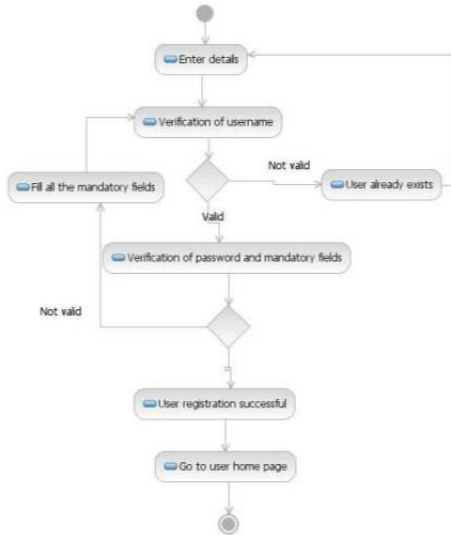 Enter details
Verification of username
Not valid
Fill all the mandatory fields
User already exists
Valid
Verification of password and mandatory fields
Not valid
User registration successful
Go to user home page